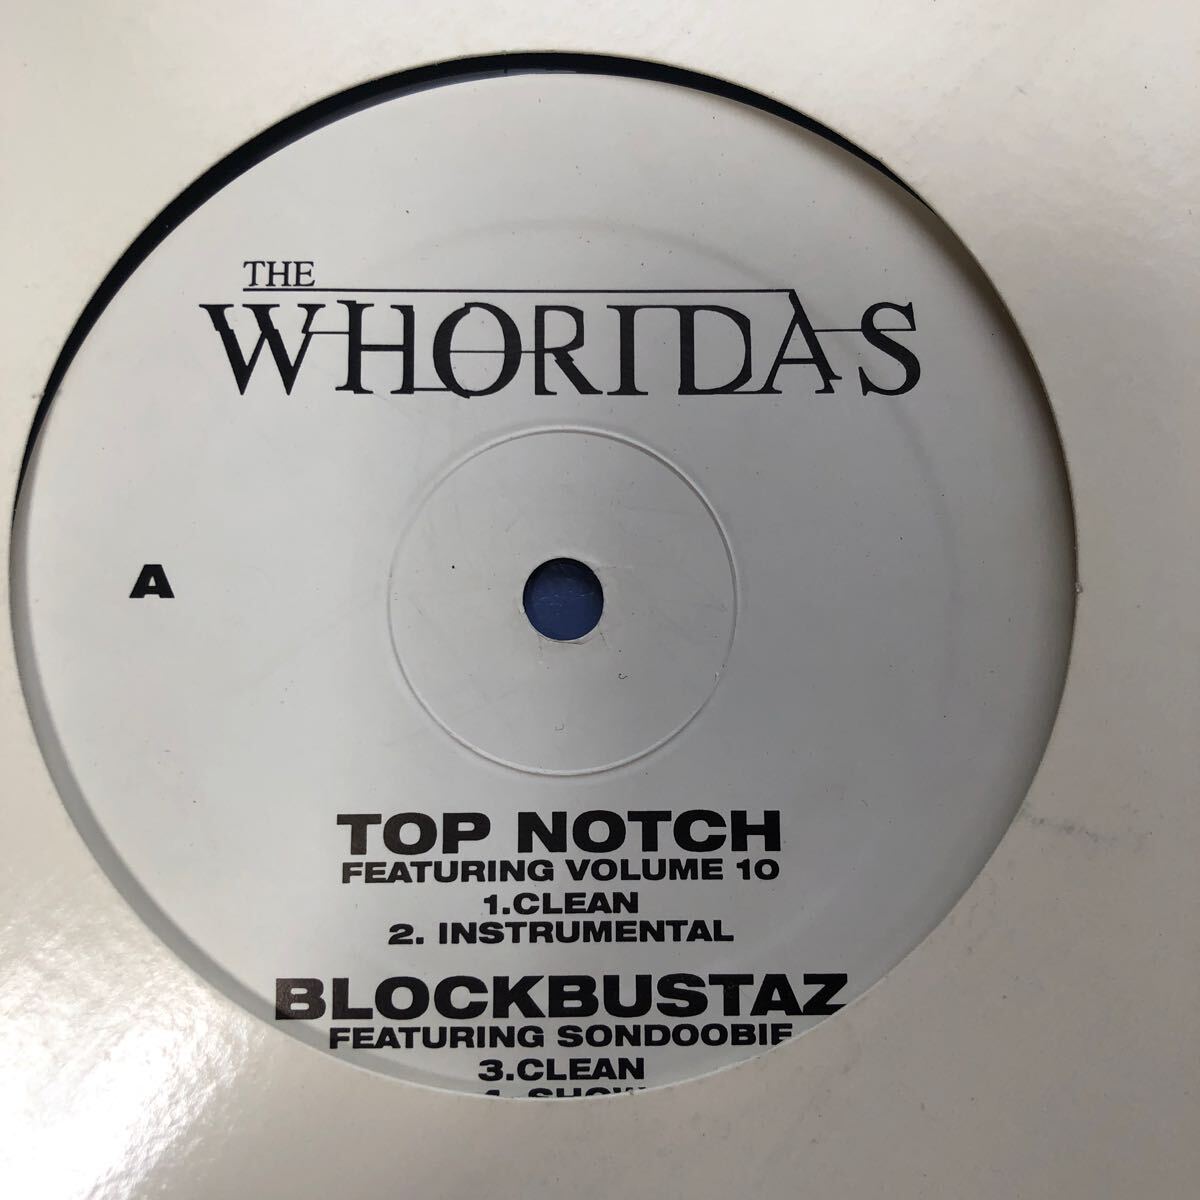 THE
WHORIDAS
A
TOP NOTCH
FEATURING VOLUME 10
1.CLEAN
2. INSTRUMENTAL
BLOCKBUSTAZ
FEATURING SONDOOBIE
3.CLEAN